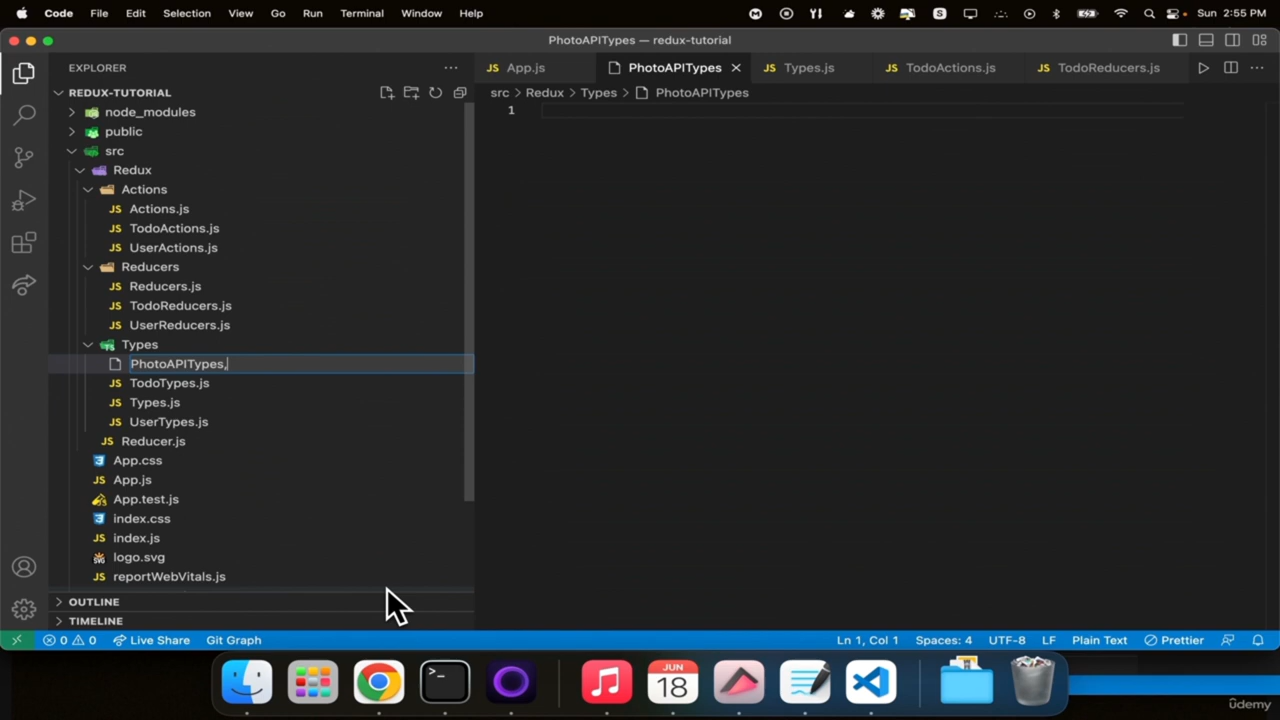 Code File Edit Selection View Go Run Terminal Window Help Sun 2:55 PM
PhotoAPITypes — redux-tutorial
EXPLORER
App.js PhotoAPITypes Types.js TodoActions.js TodoReducers.js
REDUX-TUTORIAL
src > Redux > Types > PhotoAPITypes
1
node_modules
public
src
Redux
Actions
Actions.js
TodoActions.js
UserActions.js
Reducers
Reducers.js
TodoReducers.js
UserReducers.js
Types
PhotoAPITypes,
TodoTypes.js
Types.js
UserTypes.js
Reducer.js
App.css
App.js
App.test.js
index.css
index.js
logo.svg
reportWebVitals.js
OUTLINE
TIMELINE
0 0 Live Share Git Graph Ln 1, Col 1 Spaces: 4 UTF-8 LF Plain Text Prettier
JUN
18
udemy